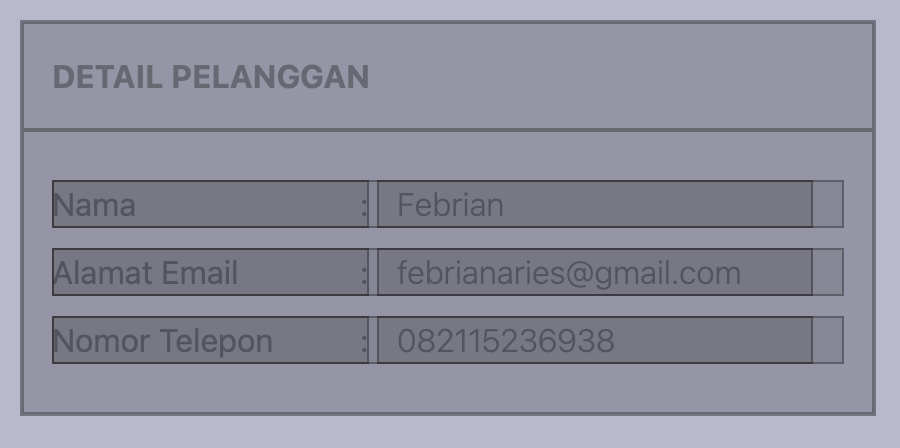 DETAIL PELANGGAN
Nama : Febrian
Alamat Email : febrianaries@gmail.com
Nomor Telepon : 082115236938